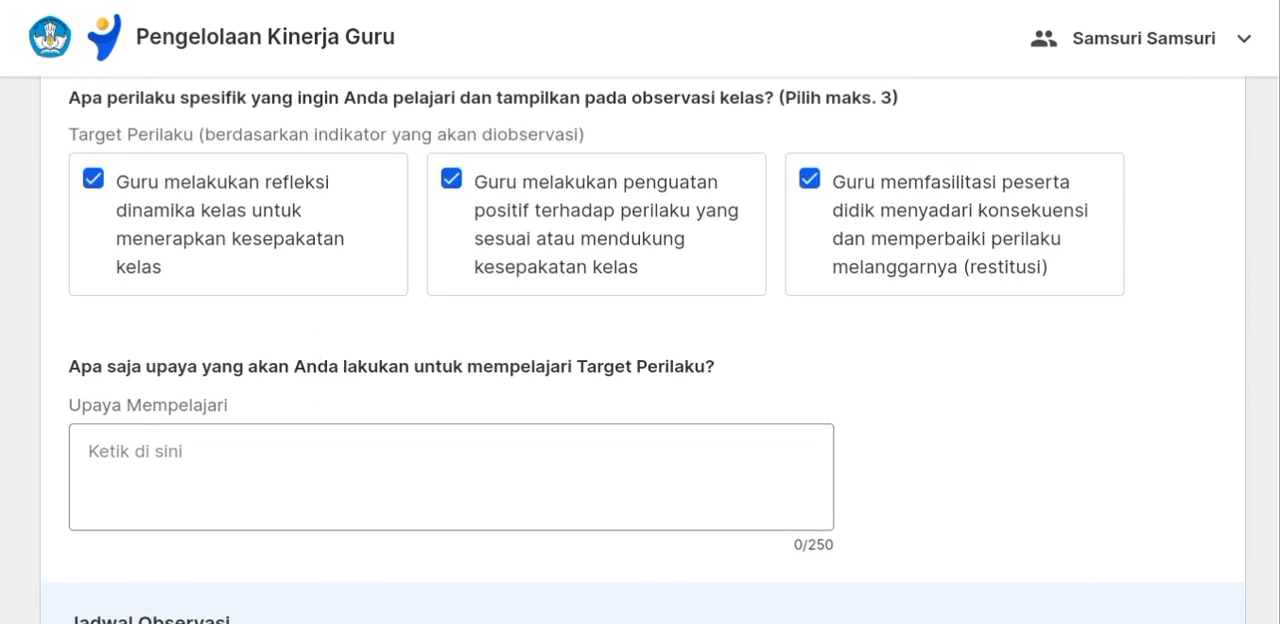 Pengelolaan Kinerja Guru
Samsuri Samsuri
Apa perilaku spesifik yang ingin Anda pelajari dan tampilkan pada observasi kelas? (Pilih maks. 3)
Target Perilaku (berdasarkan indikator yang akan diobservasi)
Guru melakukan refleksi
dinamika kelas untuk
menerapkan kesepakatan
kelas
Guru melakukan penguatan
positif terhadap perilaku yang
sesuai atau mendukung
kesepakatan kelas
Guru memfasilitasi peserta
didik menyadari konsekuensi
dan memperbaiki perilaku
melanggarnya (restitusi)
Apa saja upaya yang akan Anda lakukan untuk mempelajari Target Perilaku?
Upaya Mempelajari
Ketik di sini
0/250
Jadwal Observasi